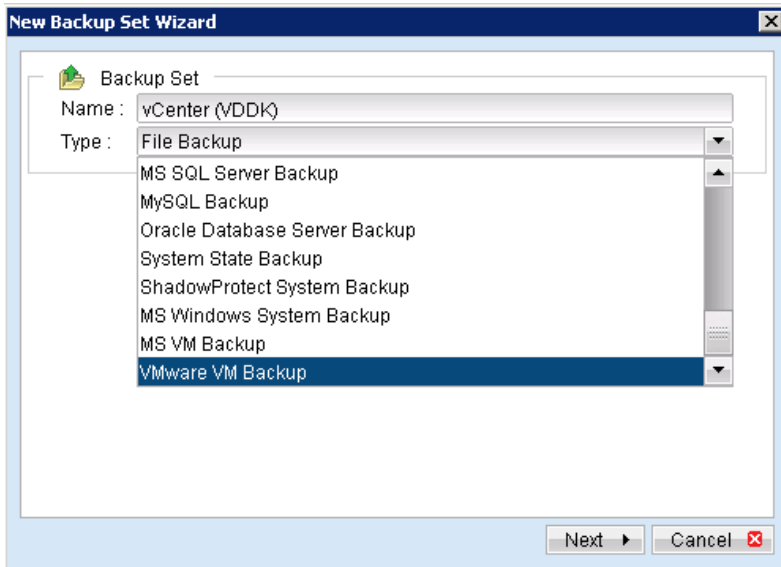 New Backup Set Wizard
Backup Set
Name : vCenter (VDDK)
Type : File Backup
MS SQL Server Backup
MySQL Backup
Oracle Database Server Backup
System State Backup
ShadowProtect System Backup
MS Windows System Backup
MS VM Backup
VMware VM Backup
Next Cancel